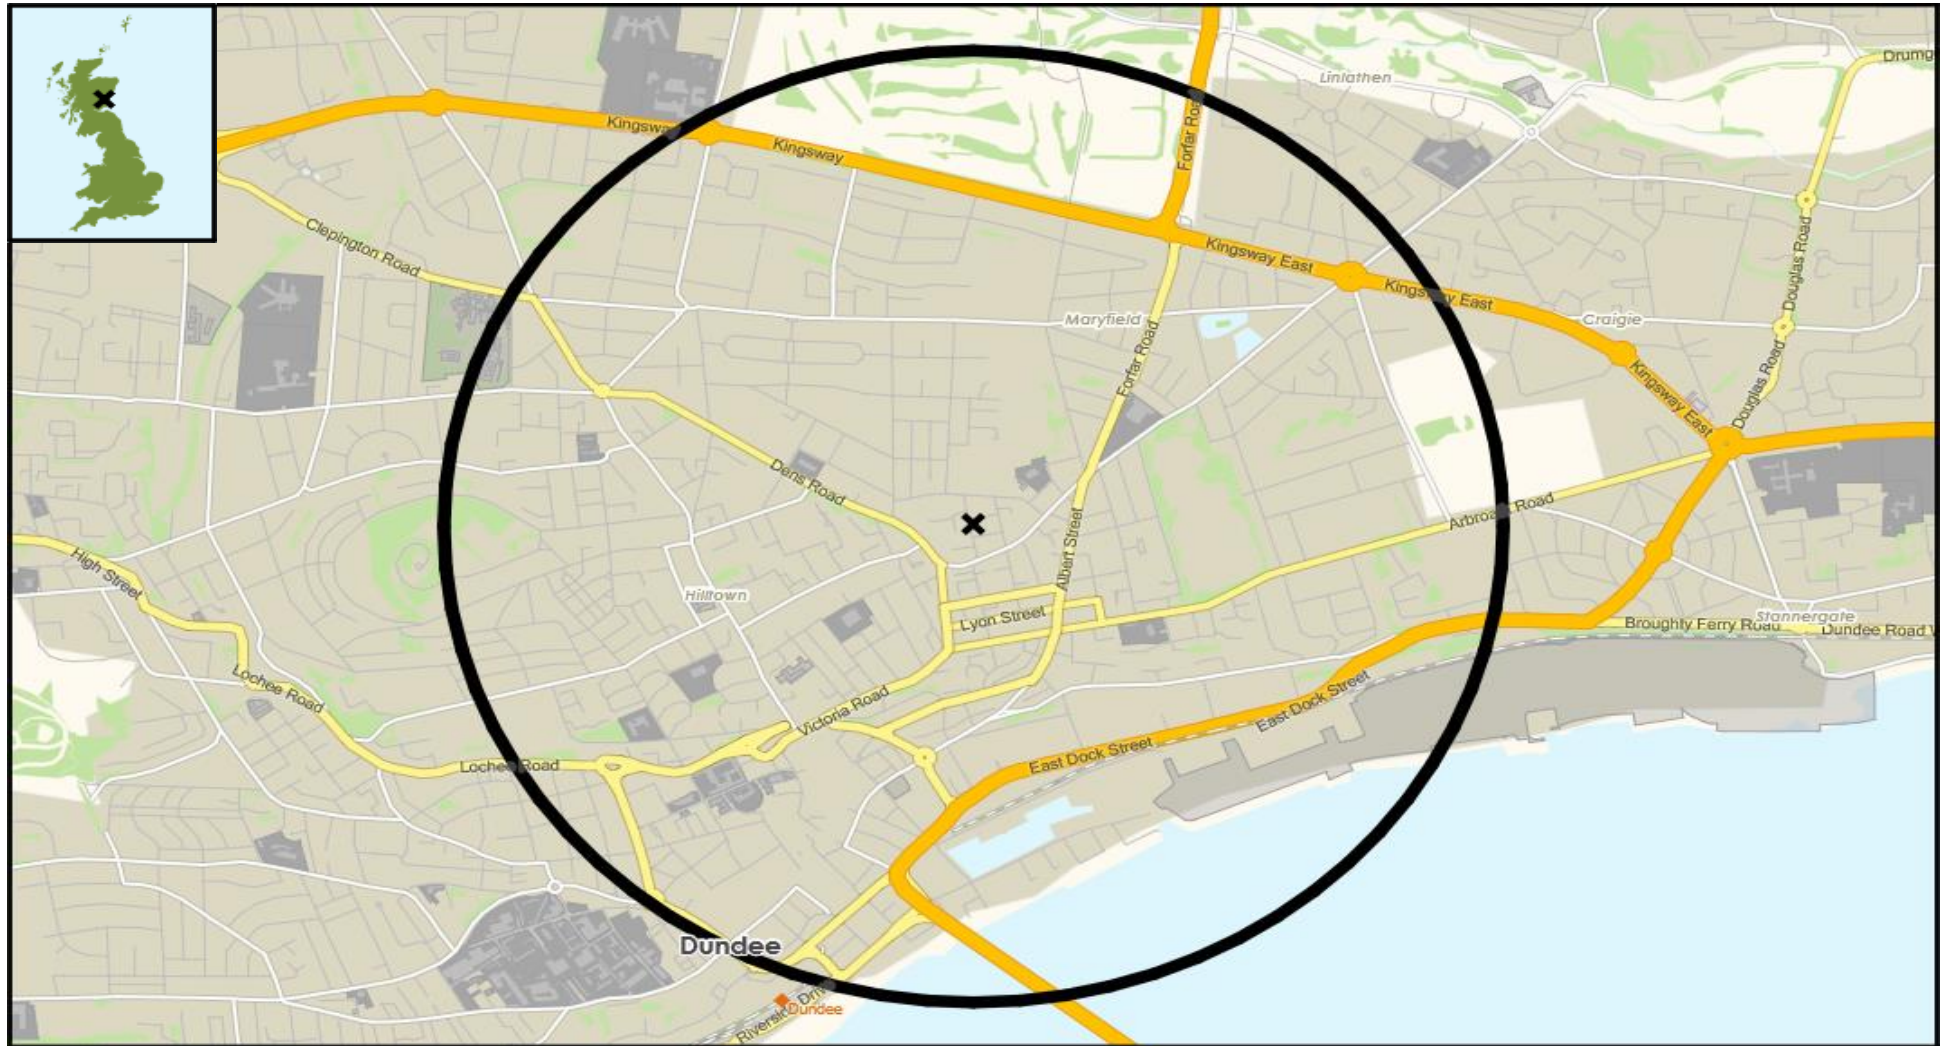 Drumg
Linlathen
Kingsway
Kingsway
Forfar Road
Clepington Road
Douglas Road
Kingsway East
Kingsway East
Maryfield
Craigie
Forfar Road
Kingsway East
Douglas Road
Dens Road
Arbroath Road
Albert Street
High Street
Hilltown
Lyon Street
Stannergate
Broughty Ferry Road
Dundee Road W
Lochee Road
Victoria Road
East Dock Street
East Dock Street
Lochee Road
Dundee
Riverside Drive
Dundee